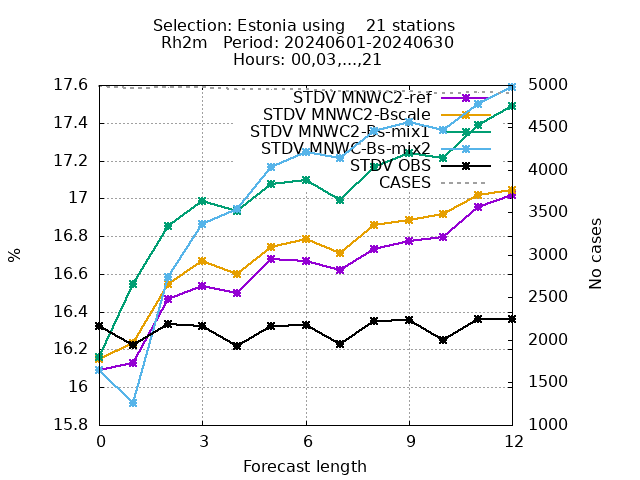 Selection: Estonia using    21 stations
Rh2m   Period: 20240601-20240630
Hours: 00,03,...,21
STDV MNWC2-ref
STDV MNWC2-Bscale
STDV MNWC2-Bs-mix1
STDV MNWC-Bs-mix2
STDV OBS
CASES
17.6
17.4
17.2
17
16.8
16.6
16.4
16.2
16
15.8
%
5000
4500
4000
3500
3000
2500
2000
1500
1000
No cases
0 3 6 9 12
Forecast length